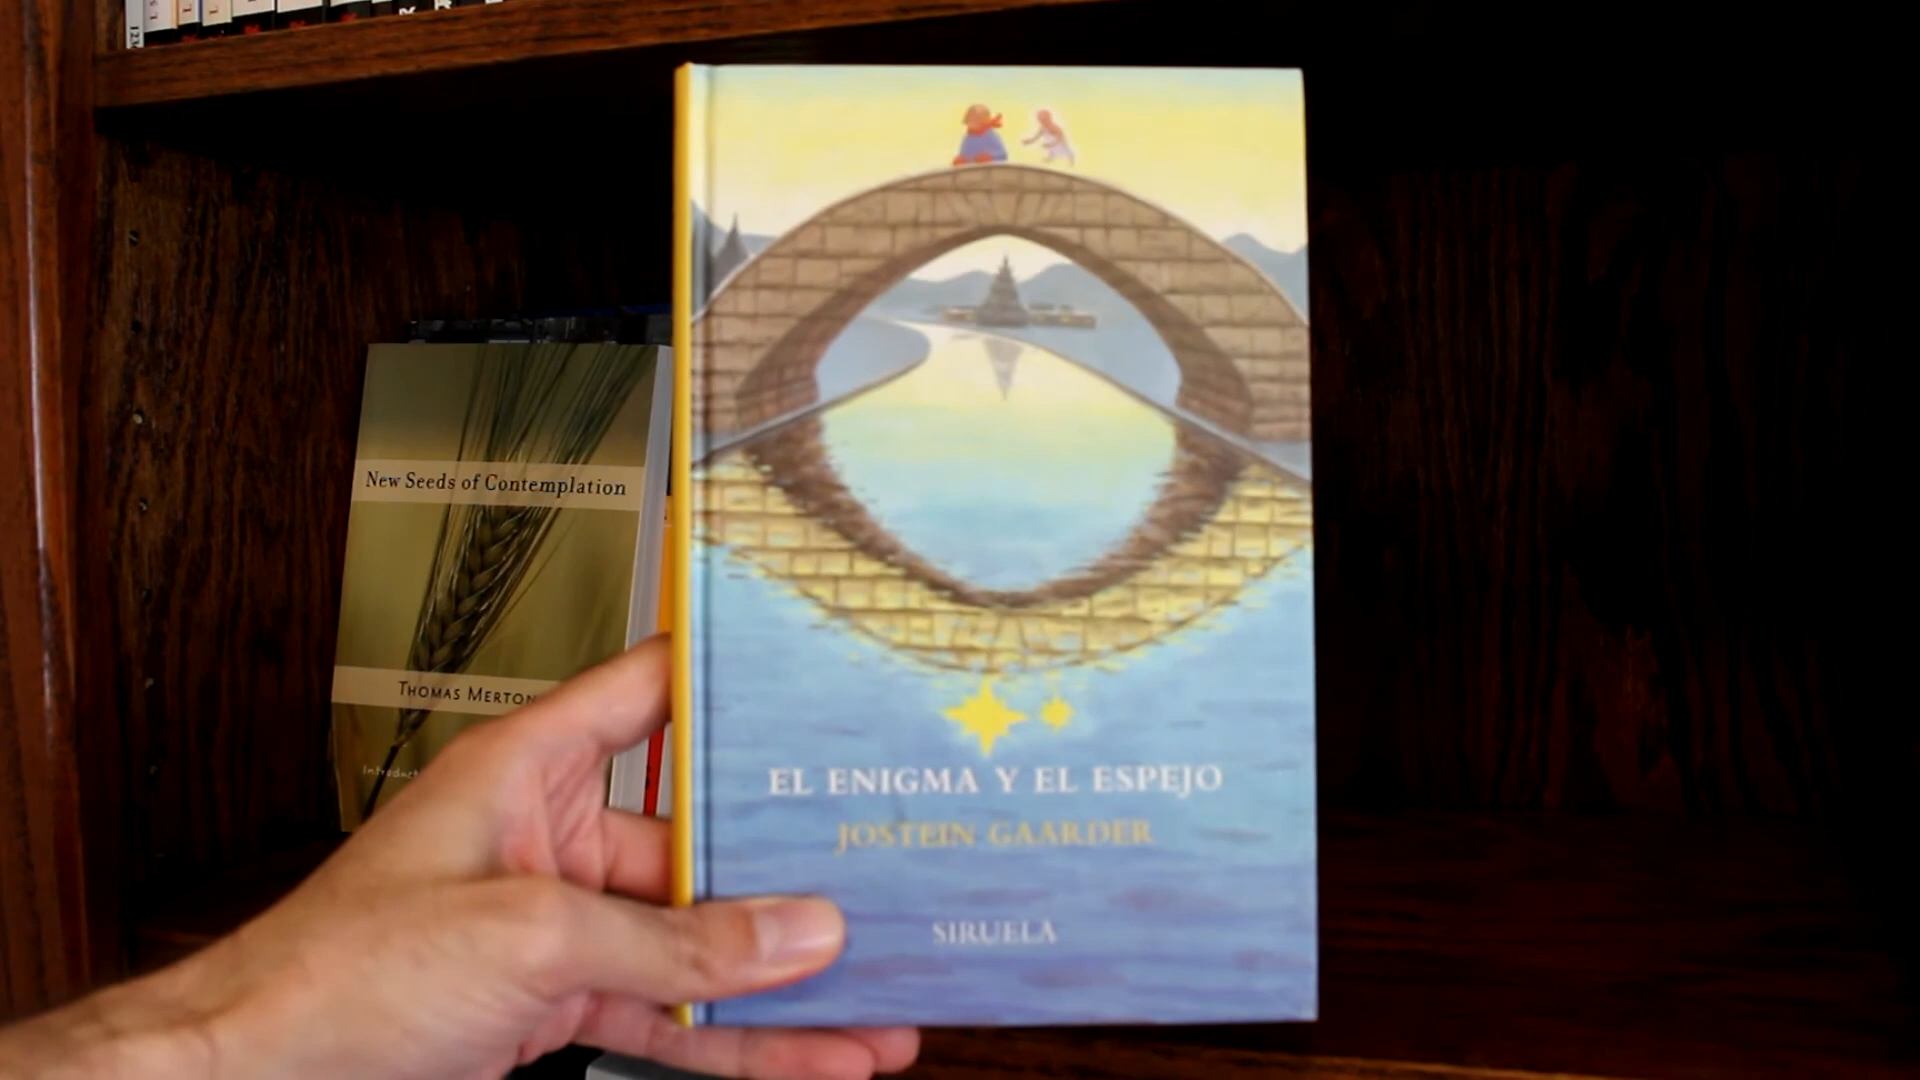 New Seeds of Contemplation
THOMAS MERTON
EL ENIGMA Y EL ESPEJO
JOSTEIN GAARDER
SIRUELA